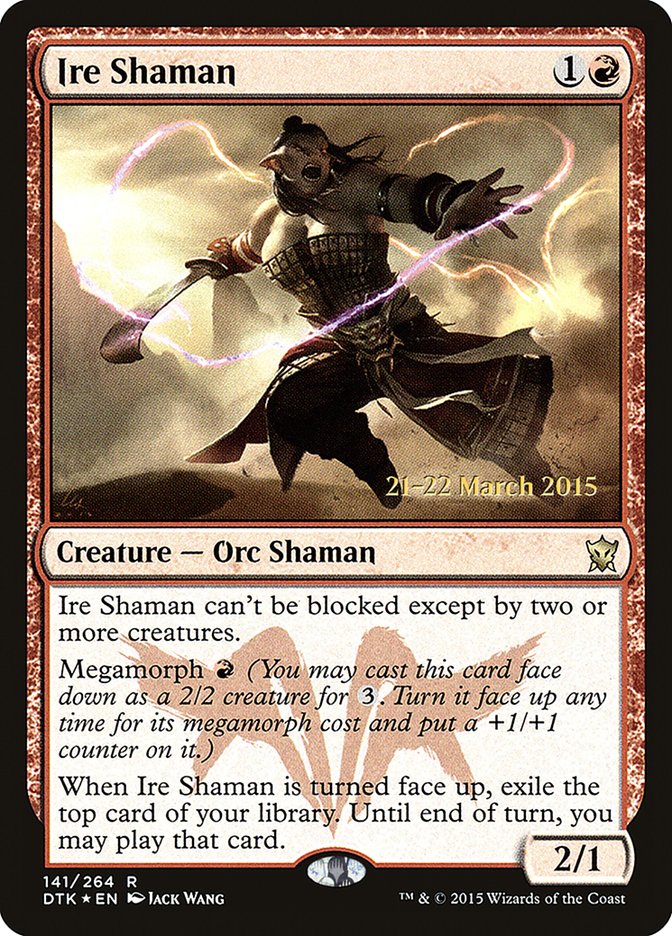 Ire Shaman 1
21-22 March 2015
Creature — Orc Shaman
Ire Shaman can't be blocked except by two or
more creatures.
Megamorph (You may cast this card face
down as a 2/2 creature for 3. Turn it face up any
time for its megamorph cost and put a +1/+1
counter on it.)
When Ire Shaman is turned face up, exile the
top card of your library. Until end of turn, you
may play that card.
2/1
141/264 R
DTK ★ EN Jack Wang
™ & © 2015 Wizards of the Coast